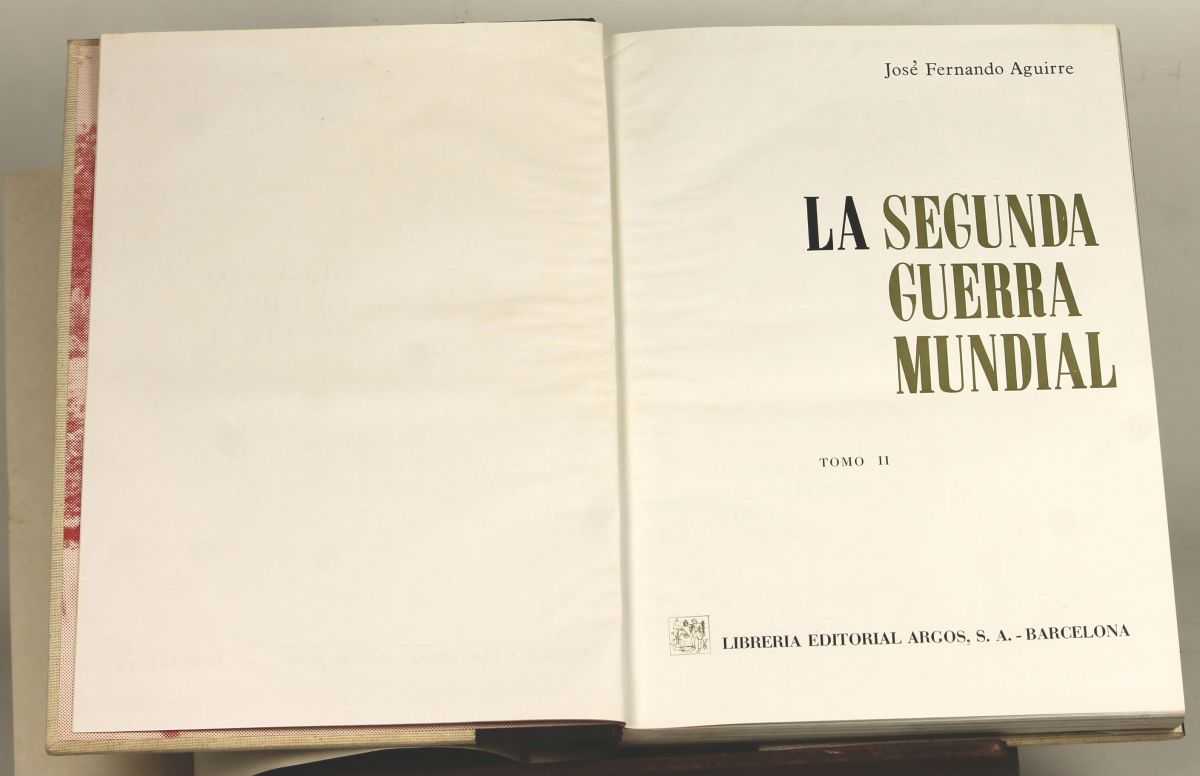 José Fernando Aguirre
LA SEGUNDA
GUERRA
MUNDIAL
TOMO II
LIBRERIA EDITORIAL ARGOS, S. A. - BARCELONA